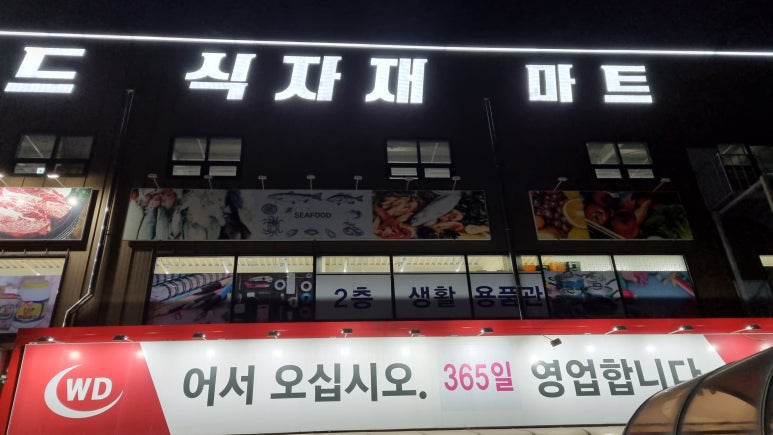 드 식자재 마트
SEAFOOD
2층 생활 용품관
WD 어서 오십시오. 365일 영업합니다.